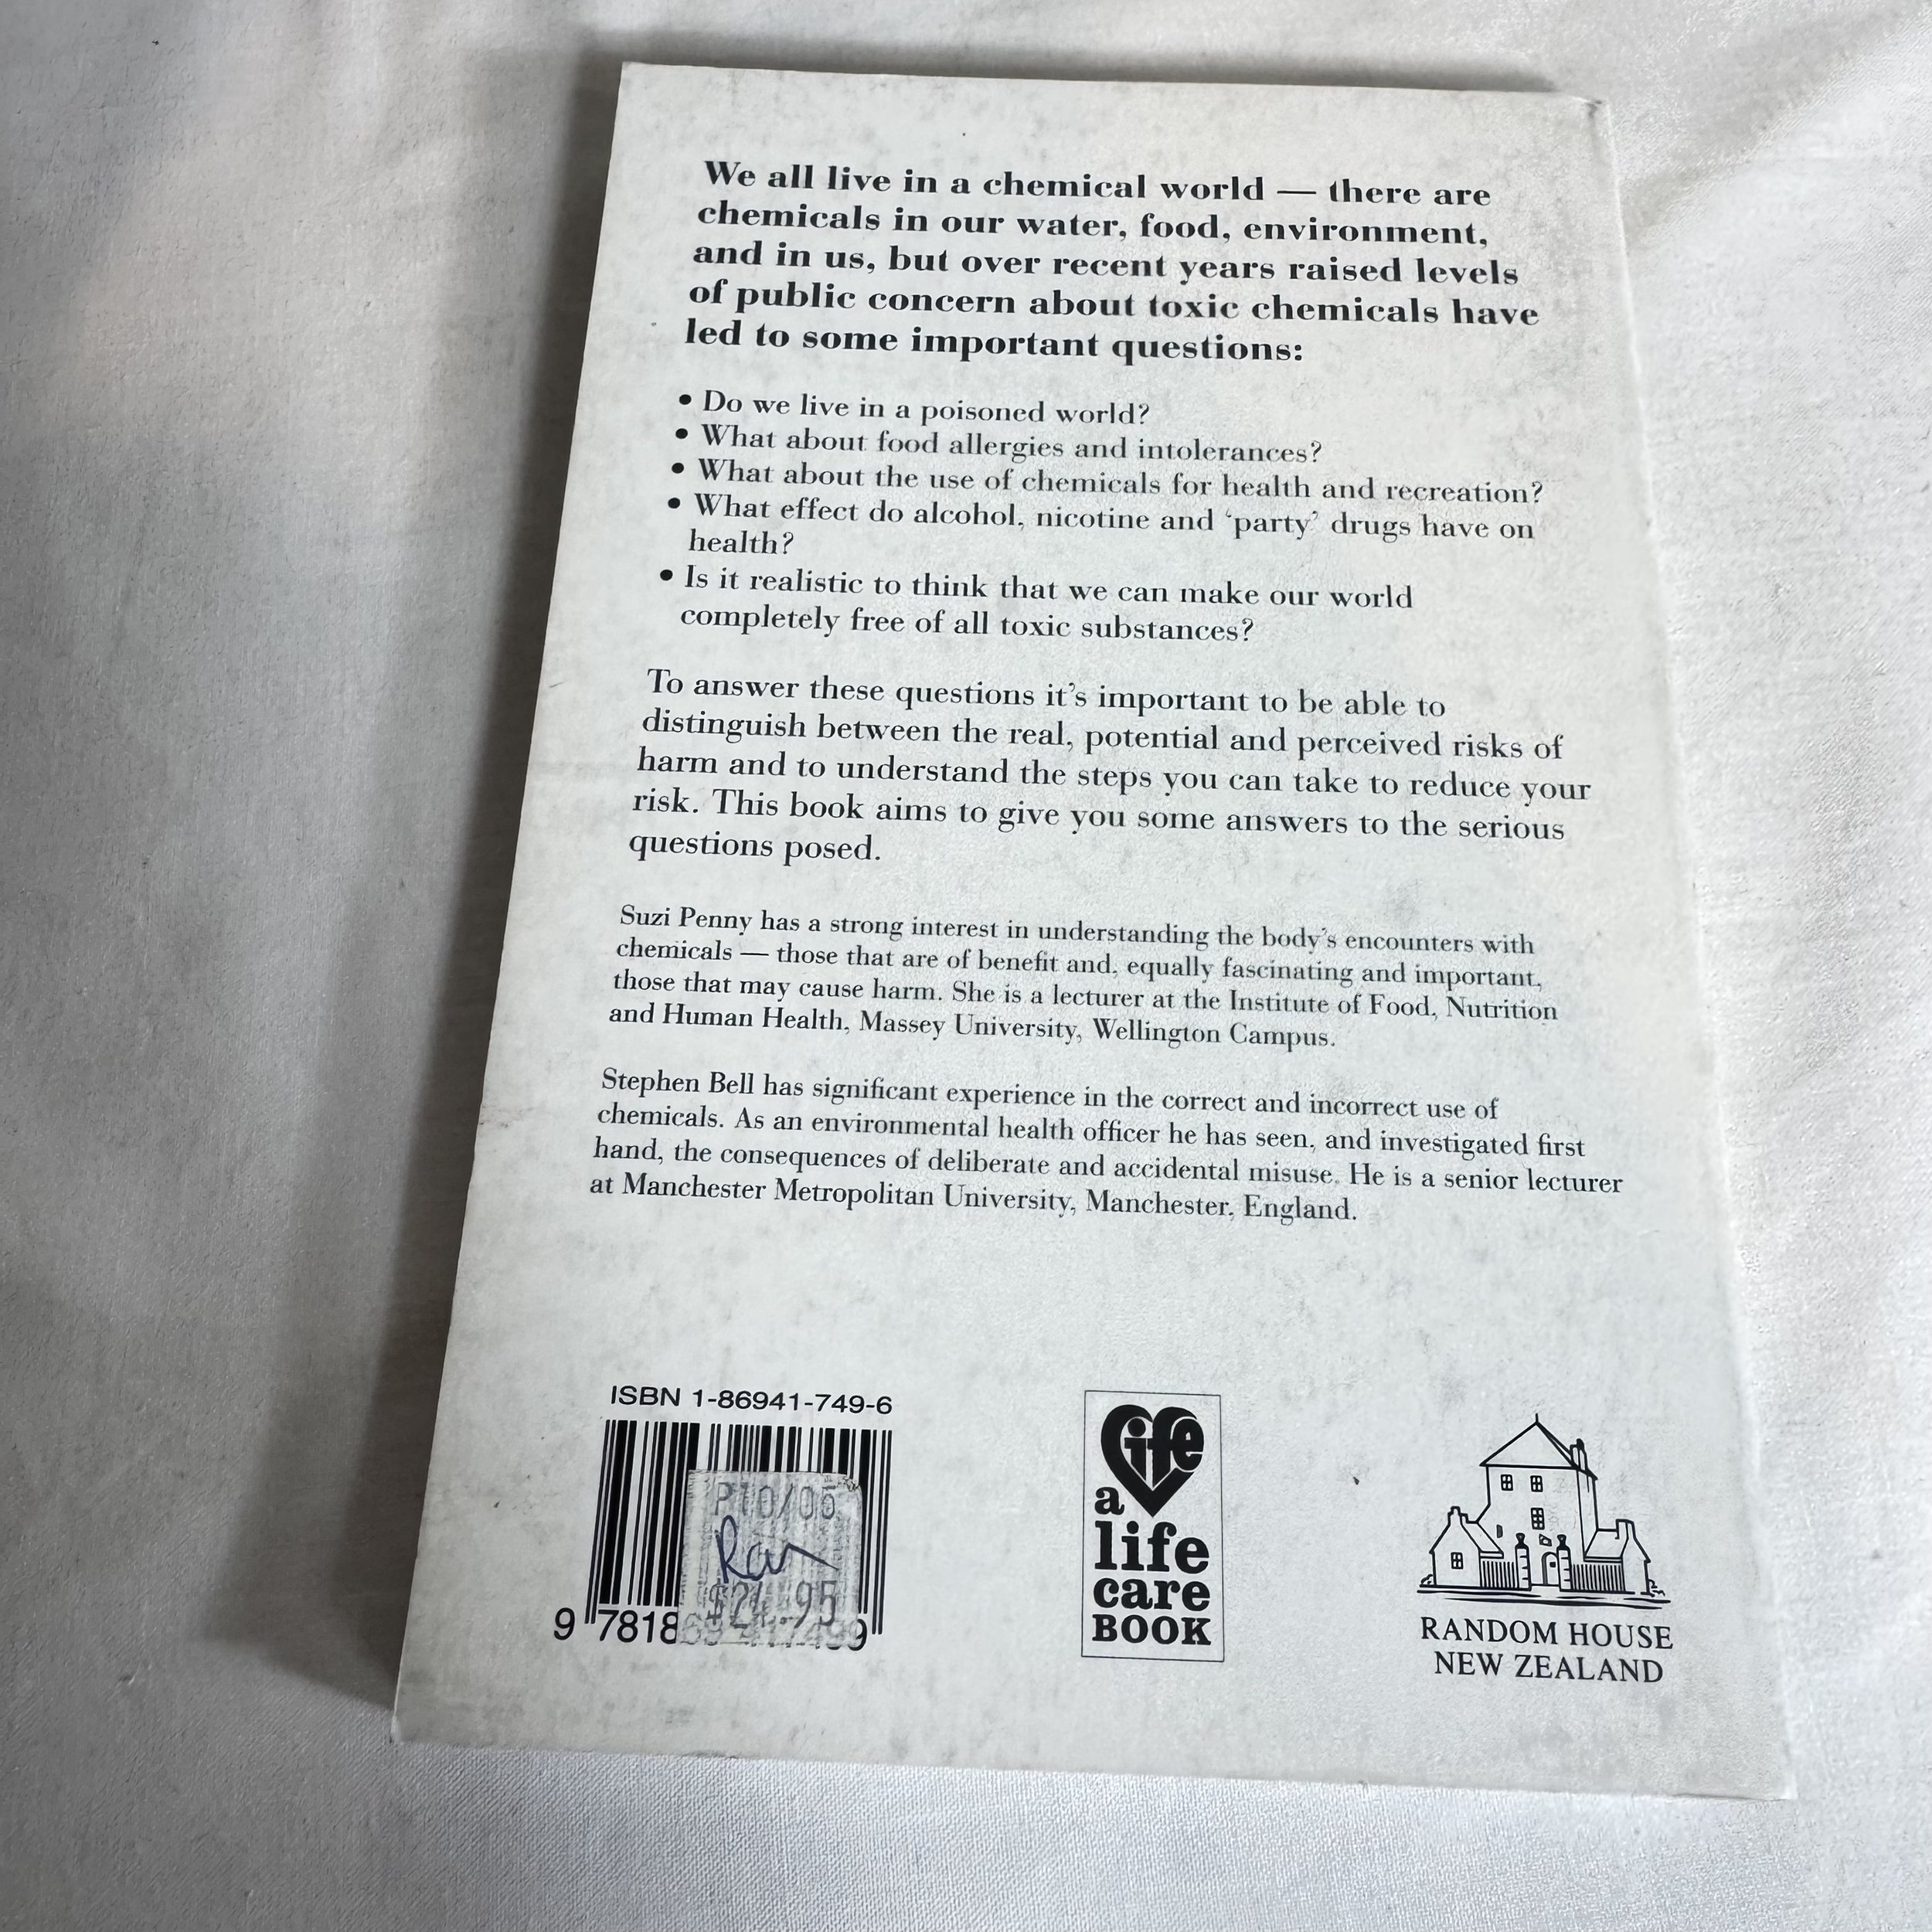 We all live in a chemical world — there are
chemicals in our water, food, environment,
and in us, but over recent years raised levels
of public concern about toxic chemicals have
led to some important questions:
• Do we live in a poisoned world?
• What about food allergies and intolerances?
• What about the use of chemicals for health and recreation?
• What effect do alcohol, nicotine and ‘party’ drugs have on
health?
• Is it realistic to think that we can make our world
completely free of all toxic substances?
To answer these questions it’s important to be able to
distinguish between the real, potential and perceived risks of
harm and to understand the steps you can take to reduce your
risk. This book aims to give you some answers to the serious
questions posed.
Suzi Penny has a strong interest in understanding the body’s encounters with
chemicals — those that are of benefit and, equally fascinating and important,
those that may cause harm. She is a lecturer at the Institute of Food, Nutrition
and Human Health, Massey University, Wellington Campus.
Stephen Bell has significant experience in the correct and incorrect use of
chemicals. As an environmental health officer he has seen, and investigated first
hand, the consequences of deliberate and accidental misuse. He is a senior lecturer
at Manchester Metropolitan University, Manchester, England.
ISBN 1-86941-749-6
P10/05
$24.95
9 781869 417499
life
a
life
care
BOOK
RANDOM HOUSE
NEW ZEALAND